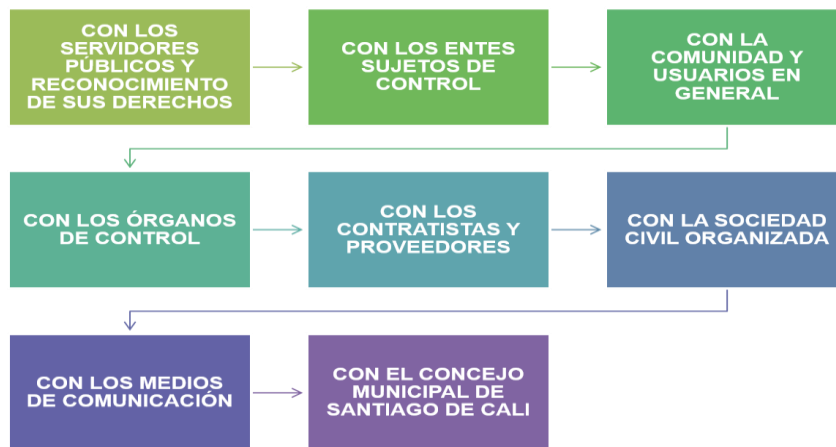 CON LOS
SERVIDORES
PÚBLICOS Y
RECONOCIMIENTO
DE SUS DERECHOS
CON LOS ENTES
SUJETOS DE
CONTROL
CON LA
COMUNIDAD Y
USUARIOS EN
GENERAL
CON LOS ÓRGANOS
DE CONTROL
CON LOS
CONTRATISTAS Y
PROVEEDORES
CON LA SOCIEDAD
CIVIL ORGANIZADA
CON LOS MEDIOS
DE COMUNICACIÓN
CON EL CONCEJO
MUNICIPAL DE
SANTIAGO DE CALI